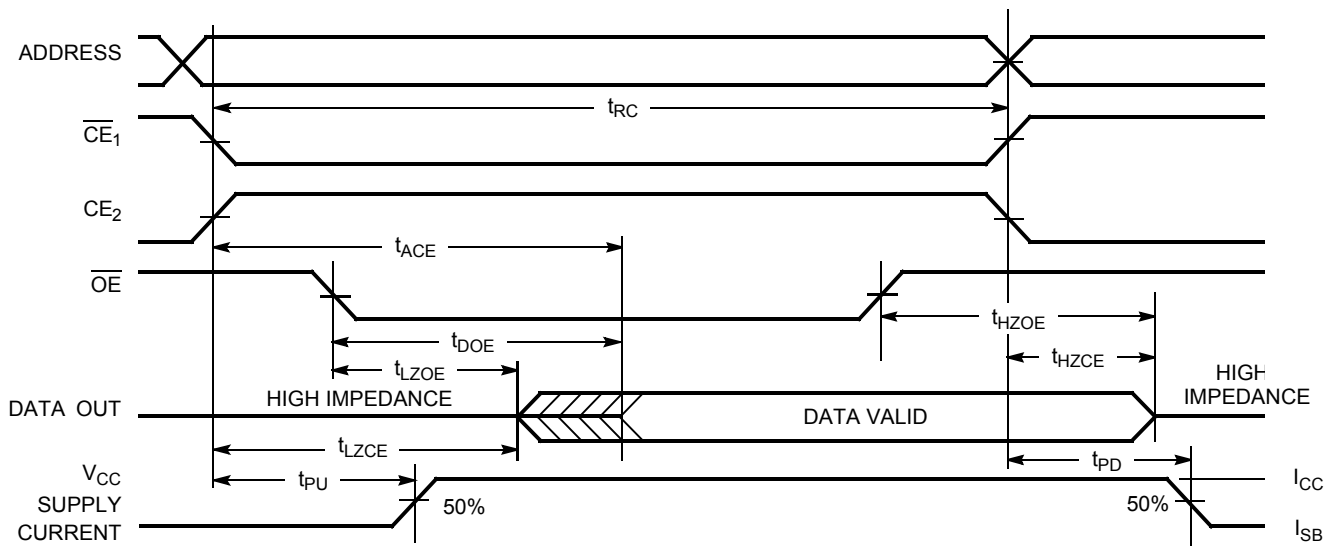 ADDRESS
tRC
CE1
CE2
tACE
OE
tHZOE
tDOE
tHZCE
tLZOE
HIGH IMPEDANCE
HIGH
IMPEDANCE
DATA OUT
DATA VALID
tLZCE
tPD
VCC
SUPPLY
CURRENT
tPU
50%
50%
ICC
ISB